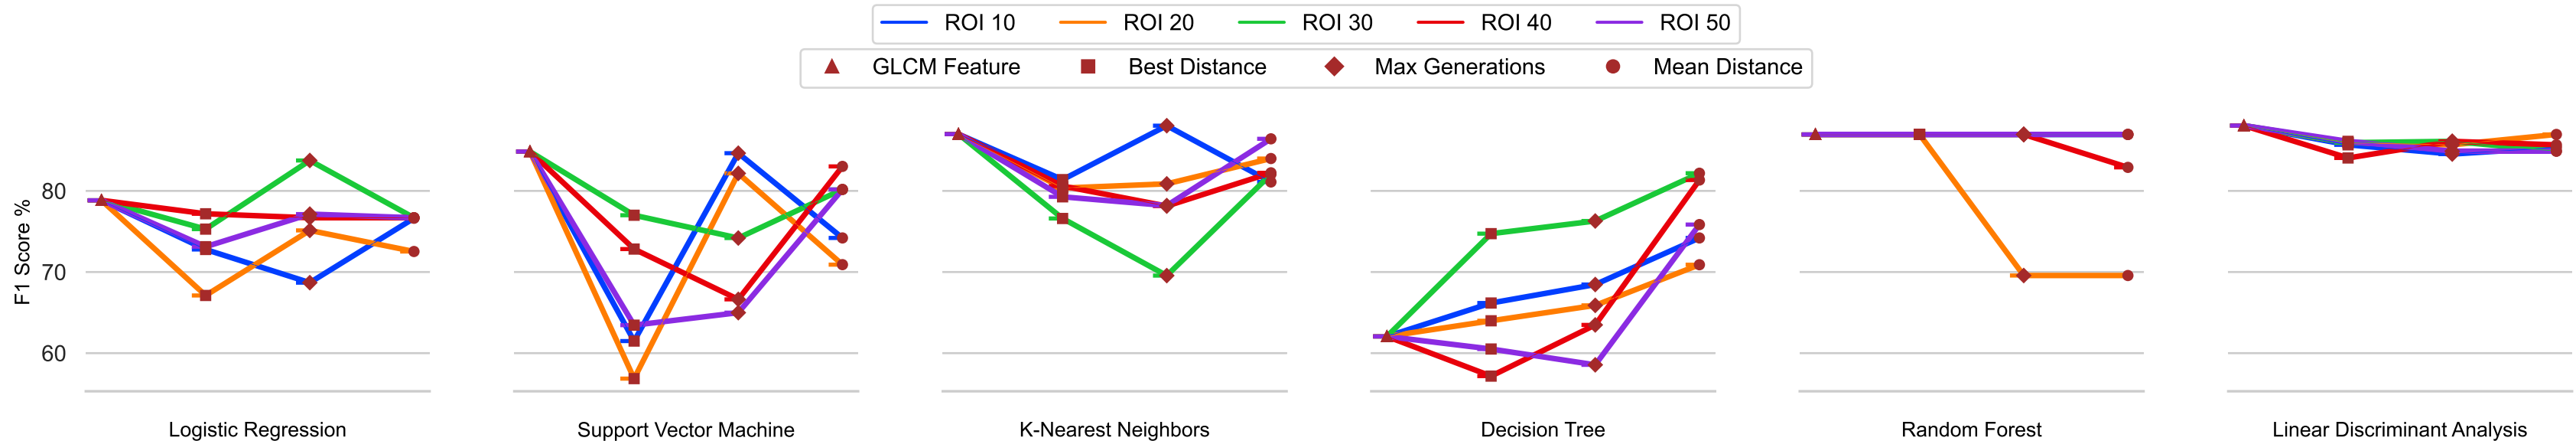 ROI 10 ROI 20 ROI 30 ROI 40 ROI 50
GLCM Feature Best Distance Max Generations Mean Distance
F1 Score %
80
70
60
Logistic Regression Support Vector Machine K-Nearest Neighbors Decision Tree Random Forest Linear Discriminant Analysis